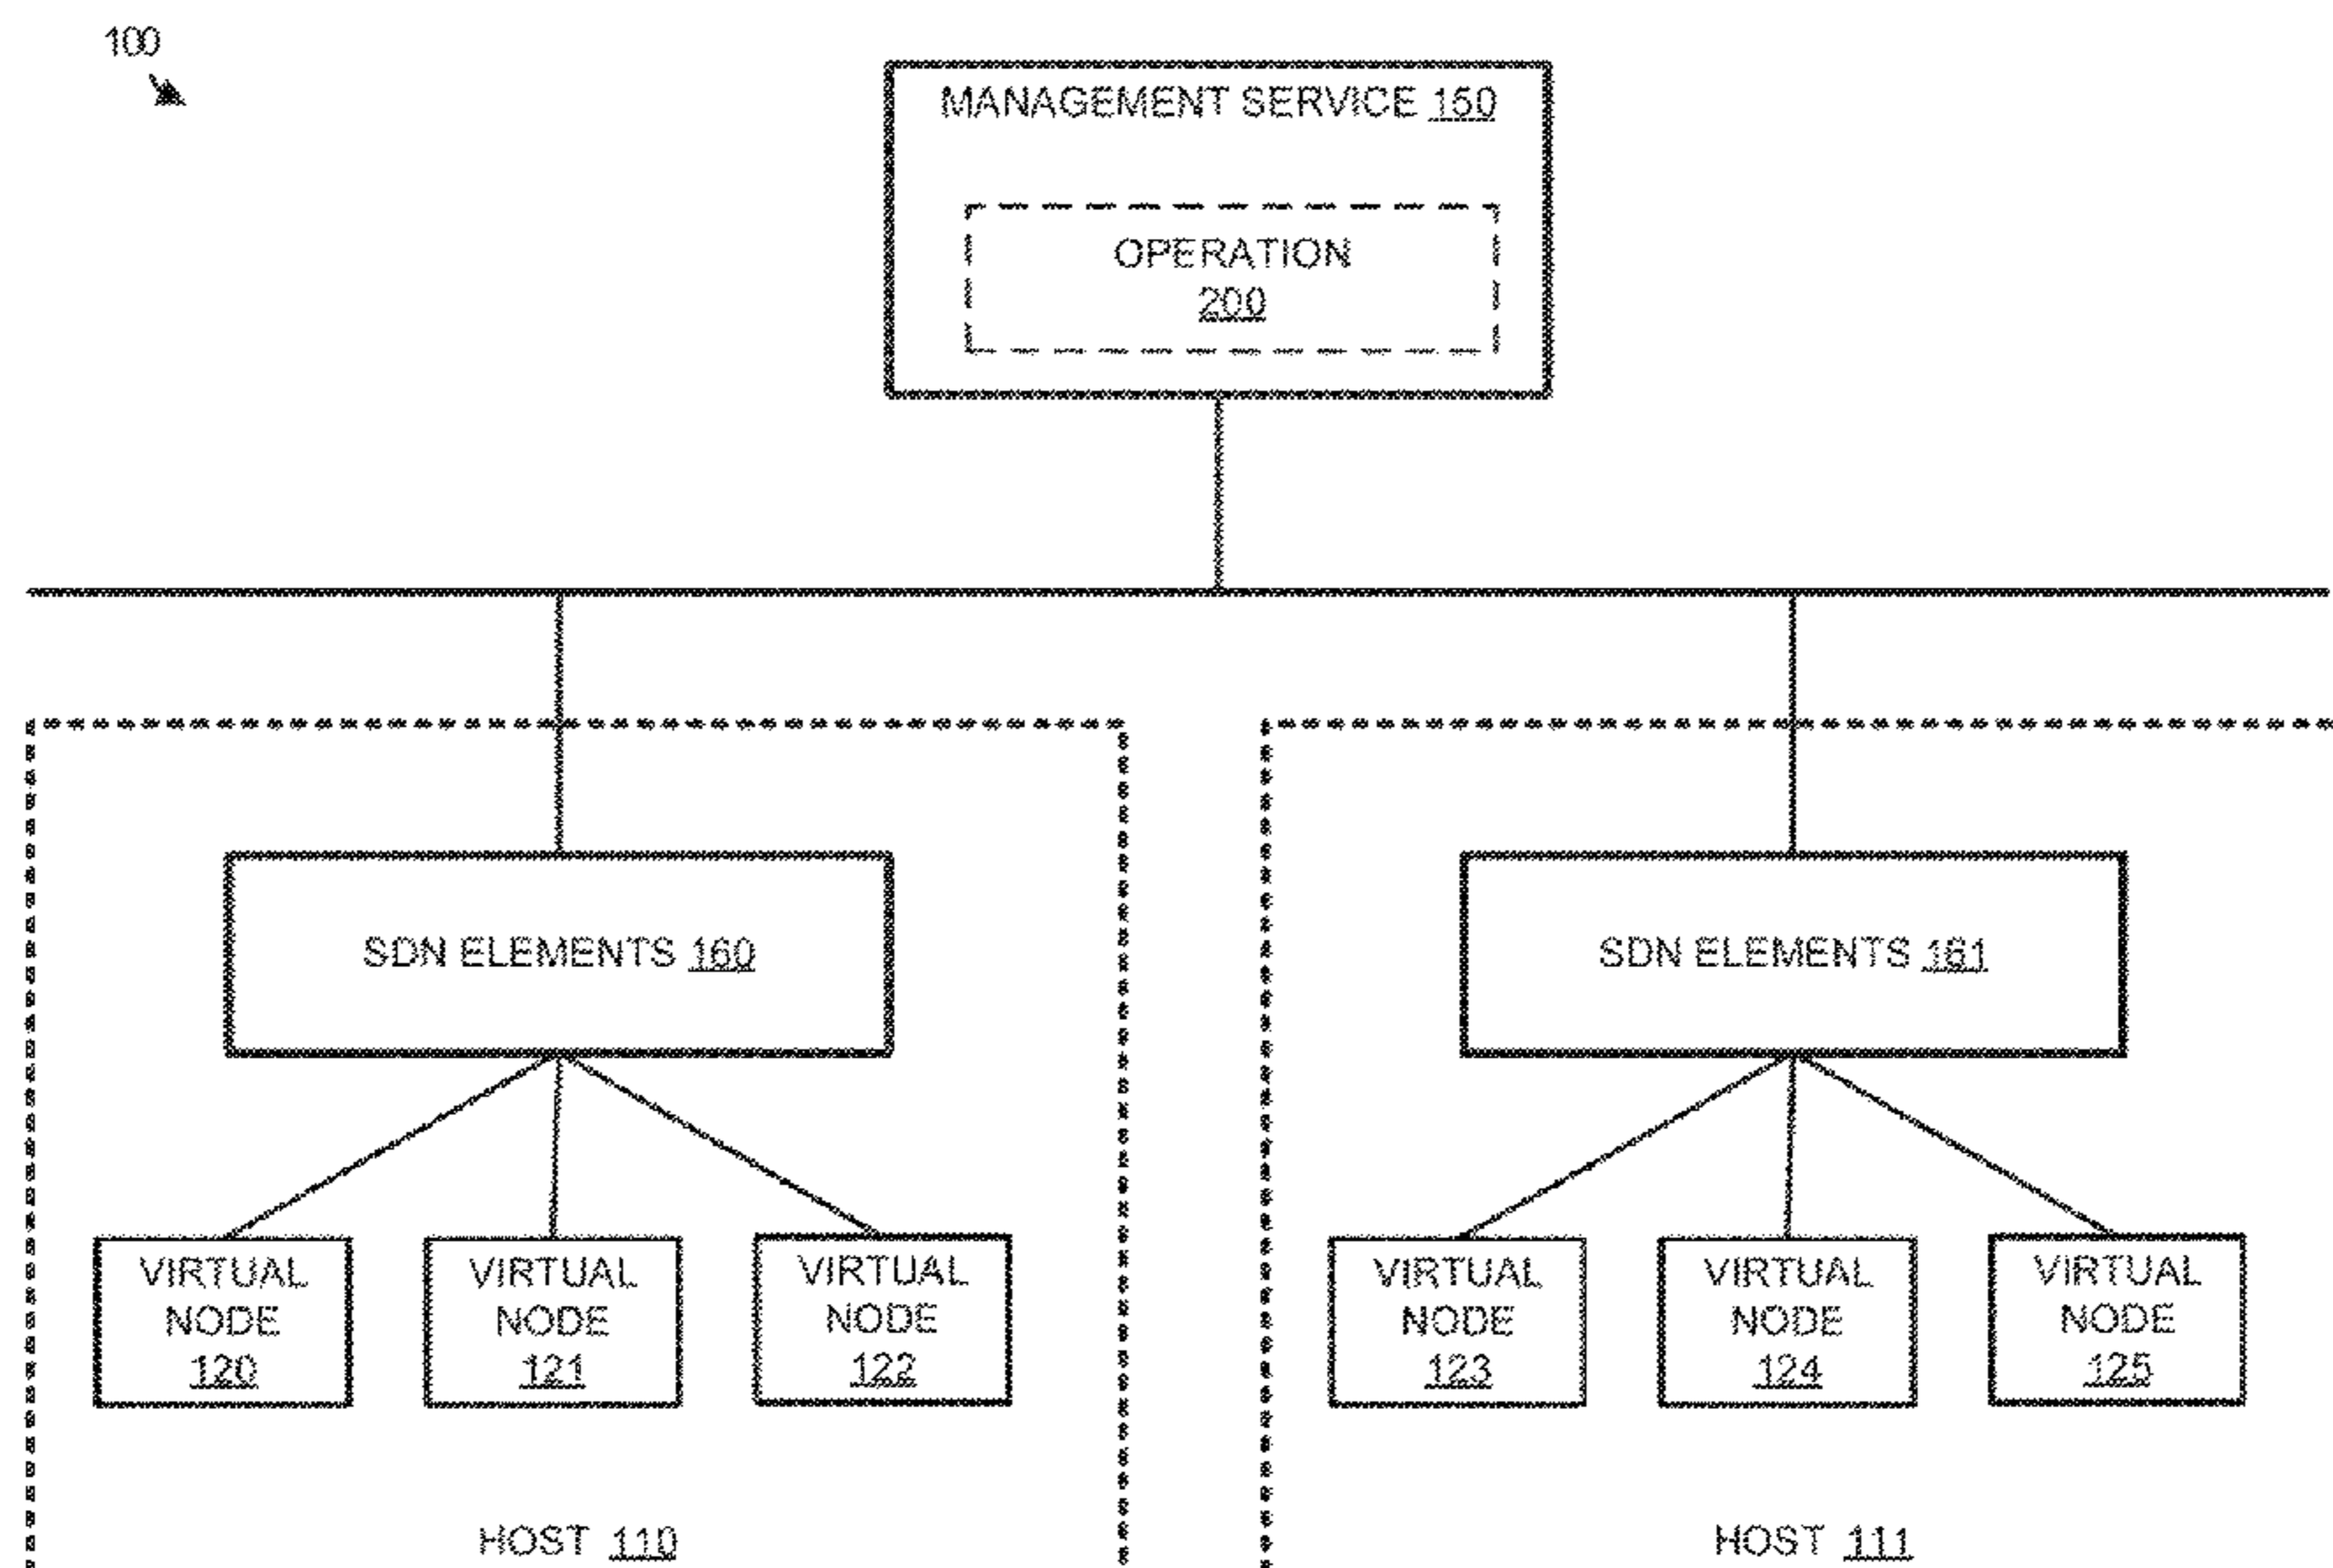 100
MANAGEMENT SERVICE 150
OPERATION
200
SDN ELEMENTS 160
SDN ELEMENTS 161
VIRTUAL
NODE
120
VIRTUAL
NODE
121
VIRTUAL
NODE
122
VIRTUAL
NODE
123
VIRTUAL
NODE
124
VIRTUAL
NODE
125
HOST 110
HOST 111